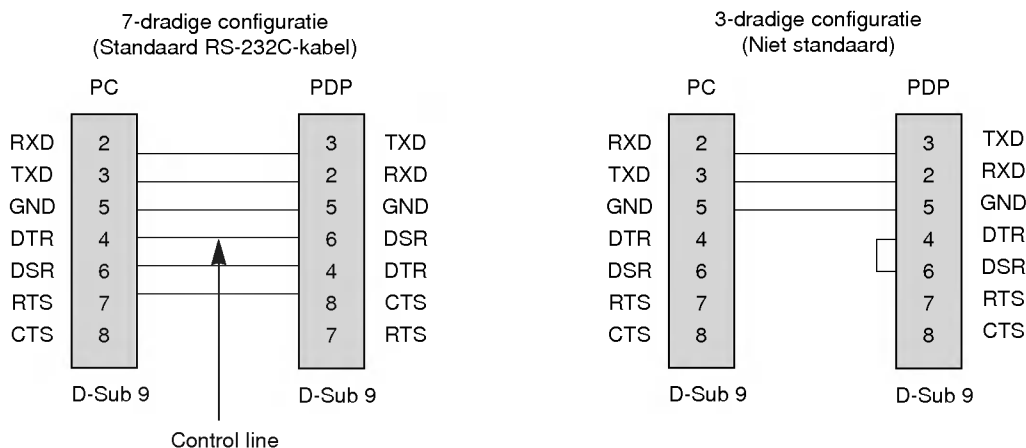 7-dradige configuratie
(Standaard RS-232C-kabel)
PC PDP
RXD 2 3 TXD
TXD 3 2 RXD
GND 5 5 GND
DTR 4 6 DSR
DSR 6 4 DTR
RTS 7 8 CTS
CTS 8 7 RTS
D-Sub 9 D-Sub 9
Control line
3-dradige configuratie
(Niet standaard)
PC PDP
RXD 2 3 TXD
TXD 3 2 RXD
GND 5 5 GND
DTR 4 4 DTR
DSR 6 6 DSR
RTS 7 7 RTS
CTS 8 8 CTS
D-Sub 9 D-Sub 9